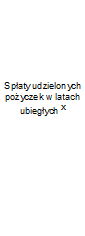 Spłaty udzielonych
pożyczek w latach
ubiegłych x